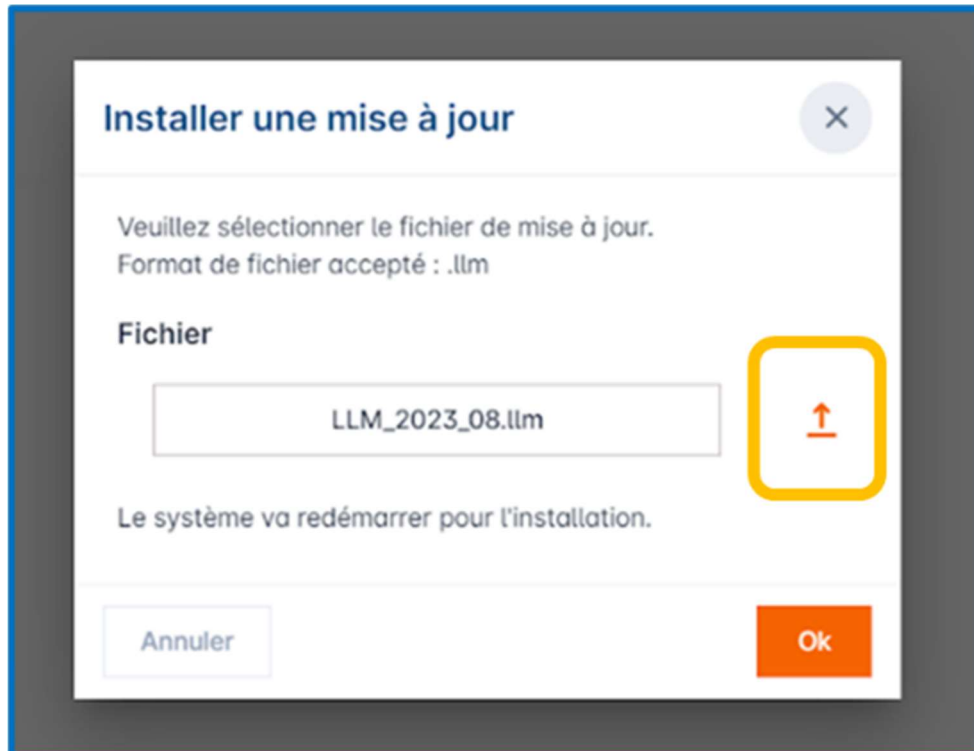 Installer une mise à jour
Veuillez sélectionner le fichier de mise à jour.
Format de fichier accepté : .llm
Fichier
LLM_2023_08.llm
Le système va redémarrer pour l'installation.
Annuler
Ok